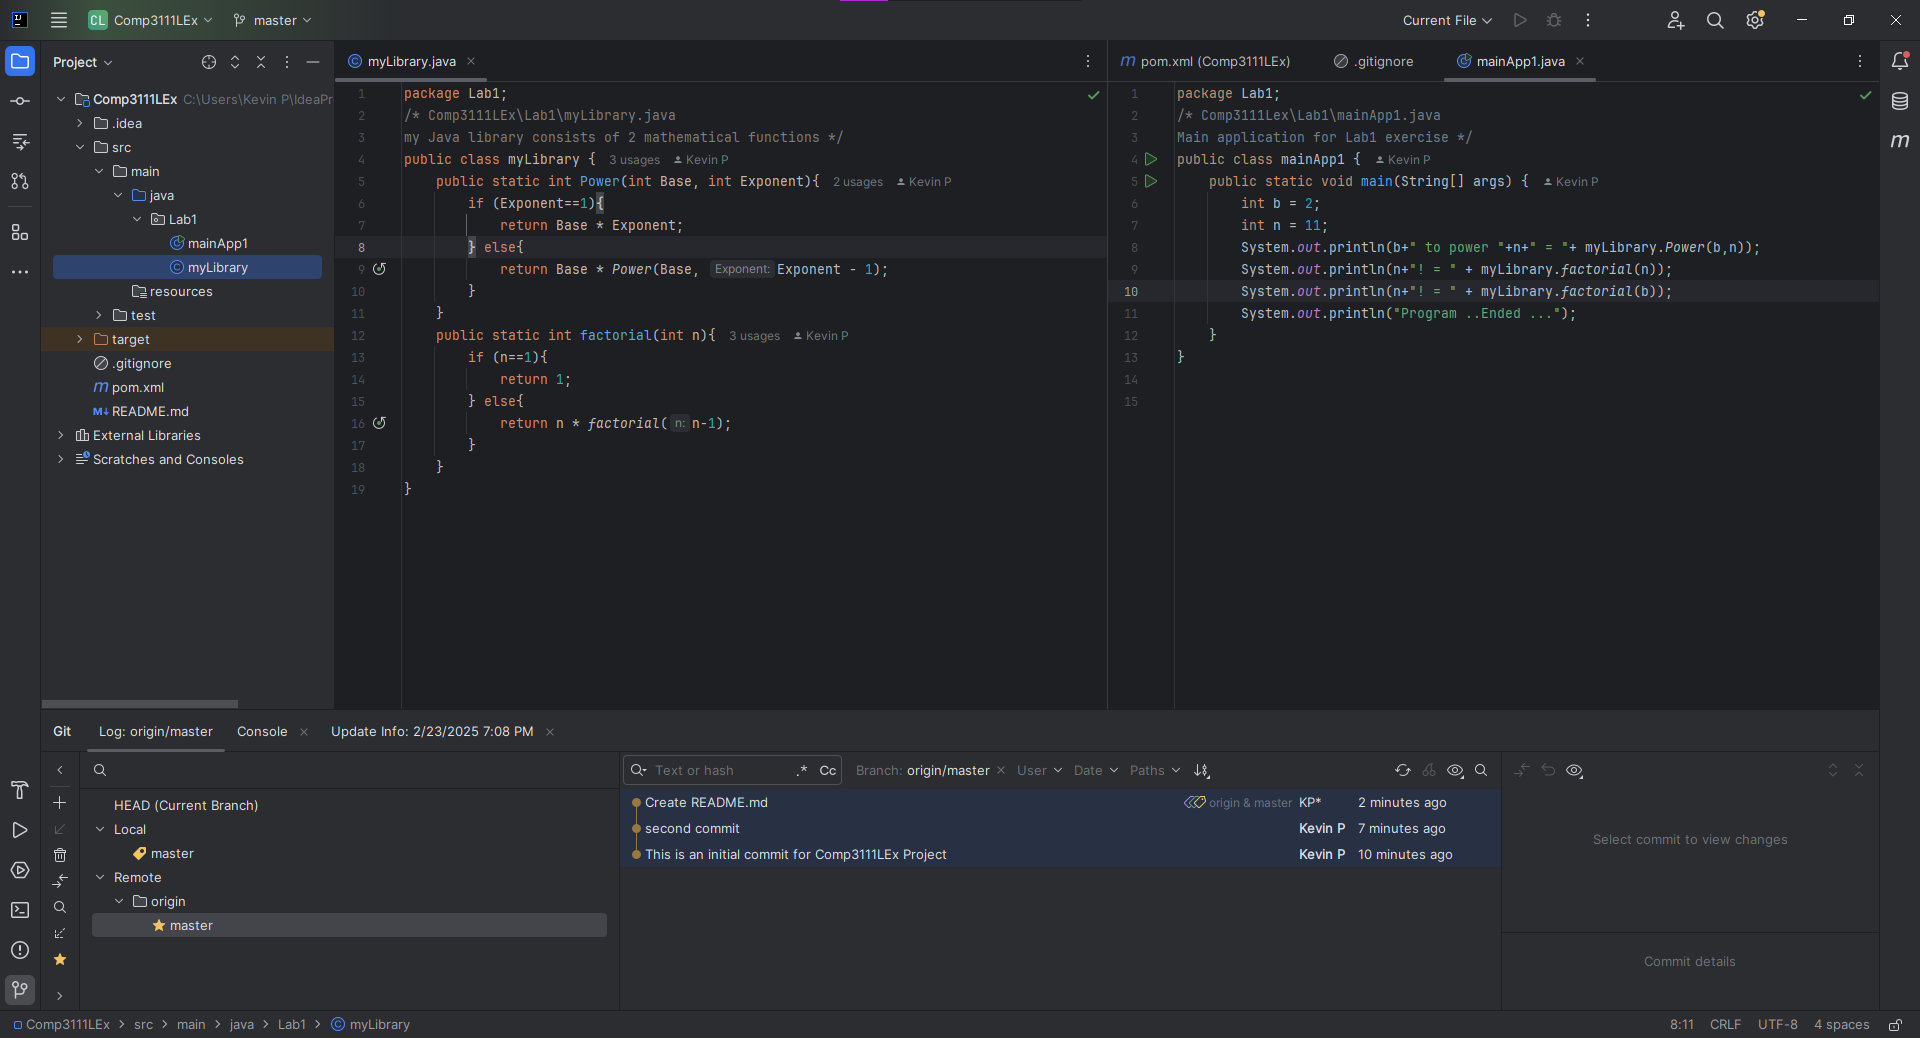 CL Comp3111LEx master Current File
Project
Comp3111LEx C:\Users\Kevin P\IdeaPr
.idea
src
main
java
Lab1
mainApp1
myLibrary
resources
test
target
.gitignore
pom.xml
README.md
External Libraries
Scratches and Consoles
myLibrary.java
1 package Lab1;
2 /* Comp3111Lex\Lab1\myLibrary.java
3 my Java library consists of 2 mathematical functions */
4 public class myLibrary { 3 usages Kevin P
5 public static int Power(int Base, int Exponent){ 2 usages Kevin P
6 if (Exponent==1){
7 return Base * Exponent;
8 } else{
9 return Base * Power(Base, Exponent: Exponent - 1);
10 }
11 }
12 public static int factorial(int n){ 3 usages Kevin P
13 if (n==1){
14 return 1;
15 } else{
16 return n * factorial( n: n-1);
17 }
18 }
19 }
pom.xml (Comp3111LEx) .gitignore mainApp1.java
1 package Lab1;
2 /* Comp3111Lex\Lab1\mainApp1.java
3 Main application for Lab1 exercise */
4 public class mainApp1 { Kevin P
5 public static void main(String[] args) { Kevin P
6 int b = 2;
7 int n = 11;
8 System.out.println(b+" to power "+n+" = "+ myLibrary.Power(b,n));
9 System.out.println(n+"! = " + myLibrary.factorial(n));
10 System.out.println(n+"! = " + myLibrary.factorial(b));
11 System.out.println("Program ..Ended ...");
12 }
13 }
14
15
Git Log: origin/master Console Update Info: 2/23/2025 7:08 PM
HEAD (Current Branch)
Local
master
Remote
origin
master
Text or hash .* Cc Branch: origin/master User Date Paths
Create README.md origin & master KP* 2 minutes ago
second commit Kevin P 7 minutes ago
This is an initial commit for Comp3111LEx Project Kevin P 10 minutes ago
Select commit to view changes
Commit details
Comp3111LEx > src > main > java > Lab1 > myLibrary 8:11 CRLF UTF-8 4 spaces